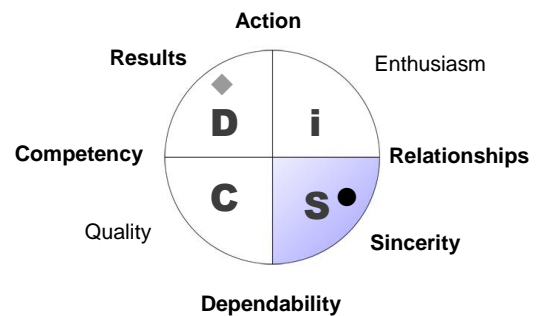 Action
Results
Enthusiasm
D i
Competency
Relationships
C S
Quality
Sincerity
Dependability